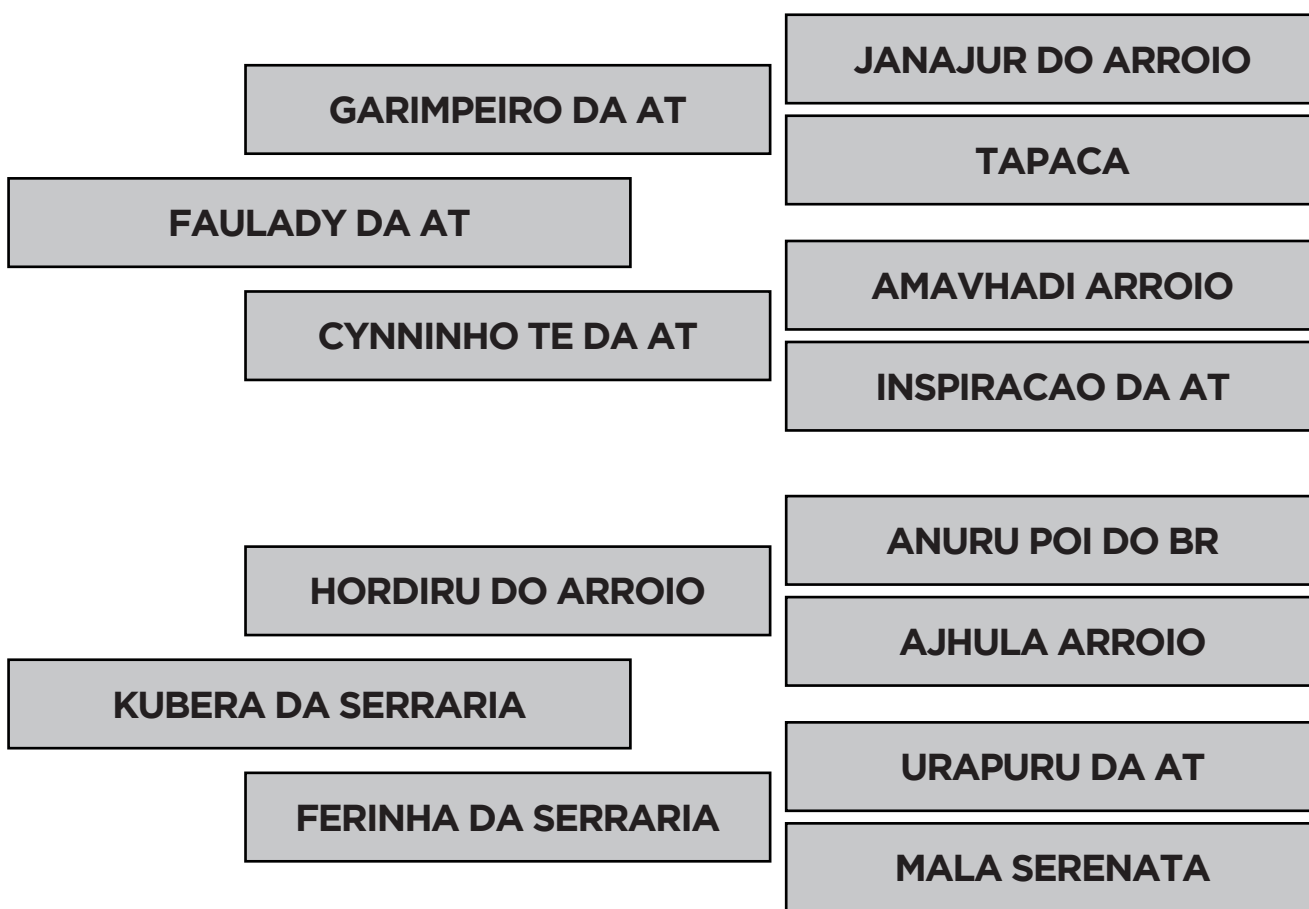 JANAJUR DO ARROIO
GARIMPEIRO DA AT
TAPACA
FAULADY DA AT
AMAVHADI ARROIO
CYNNINHO TE DA AT
INSPIRACAO DA AT
ANURU POI DO BR
HORDIRU DO ARROIO
AJHULA ARROIO
KUBERA DA SERRARIA
URAPURU DA AT
FERINHA DA SERRARIA
MALA SERENATA